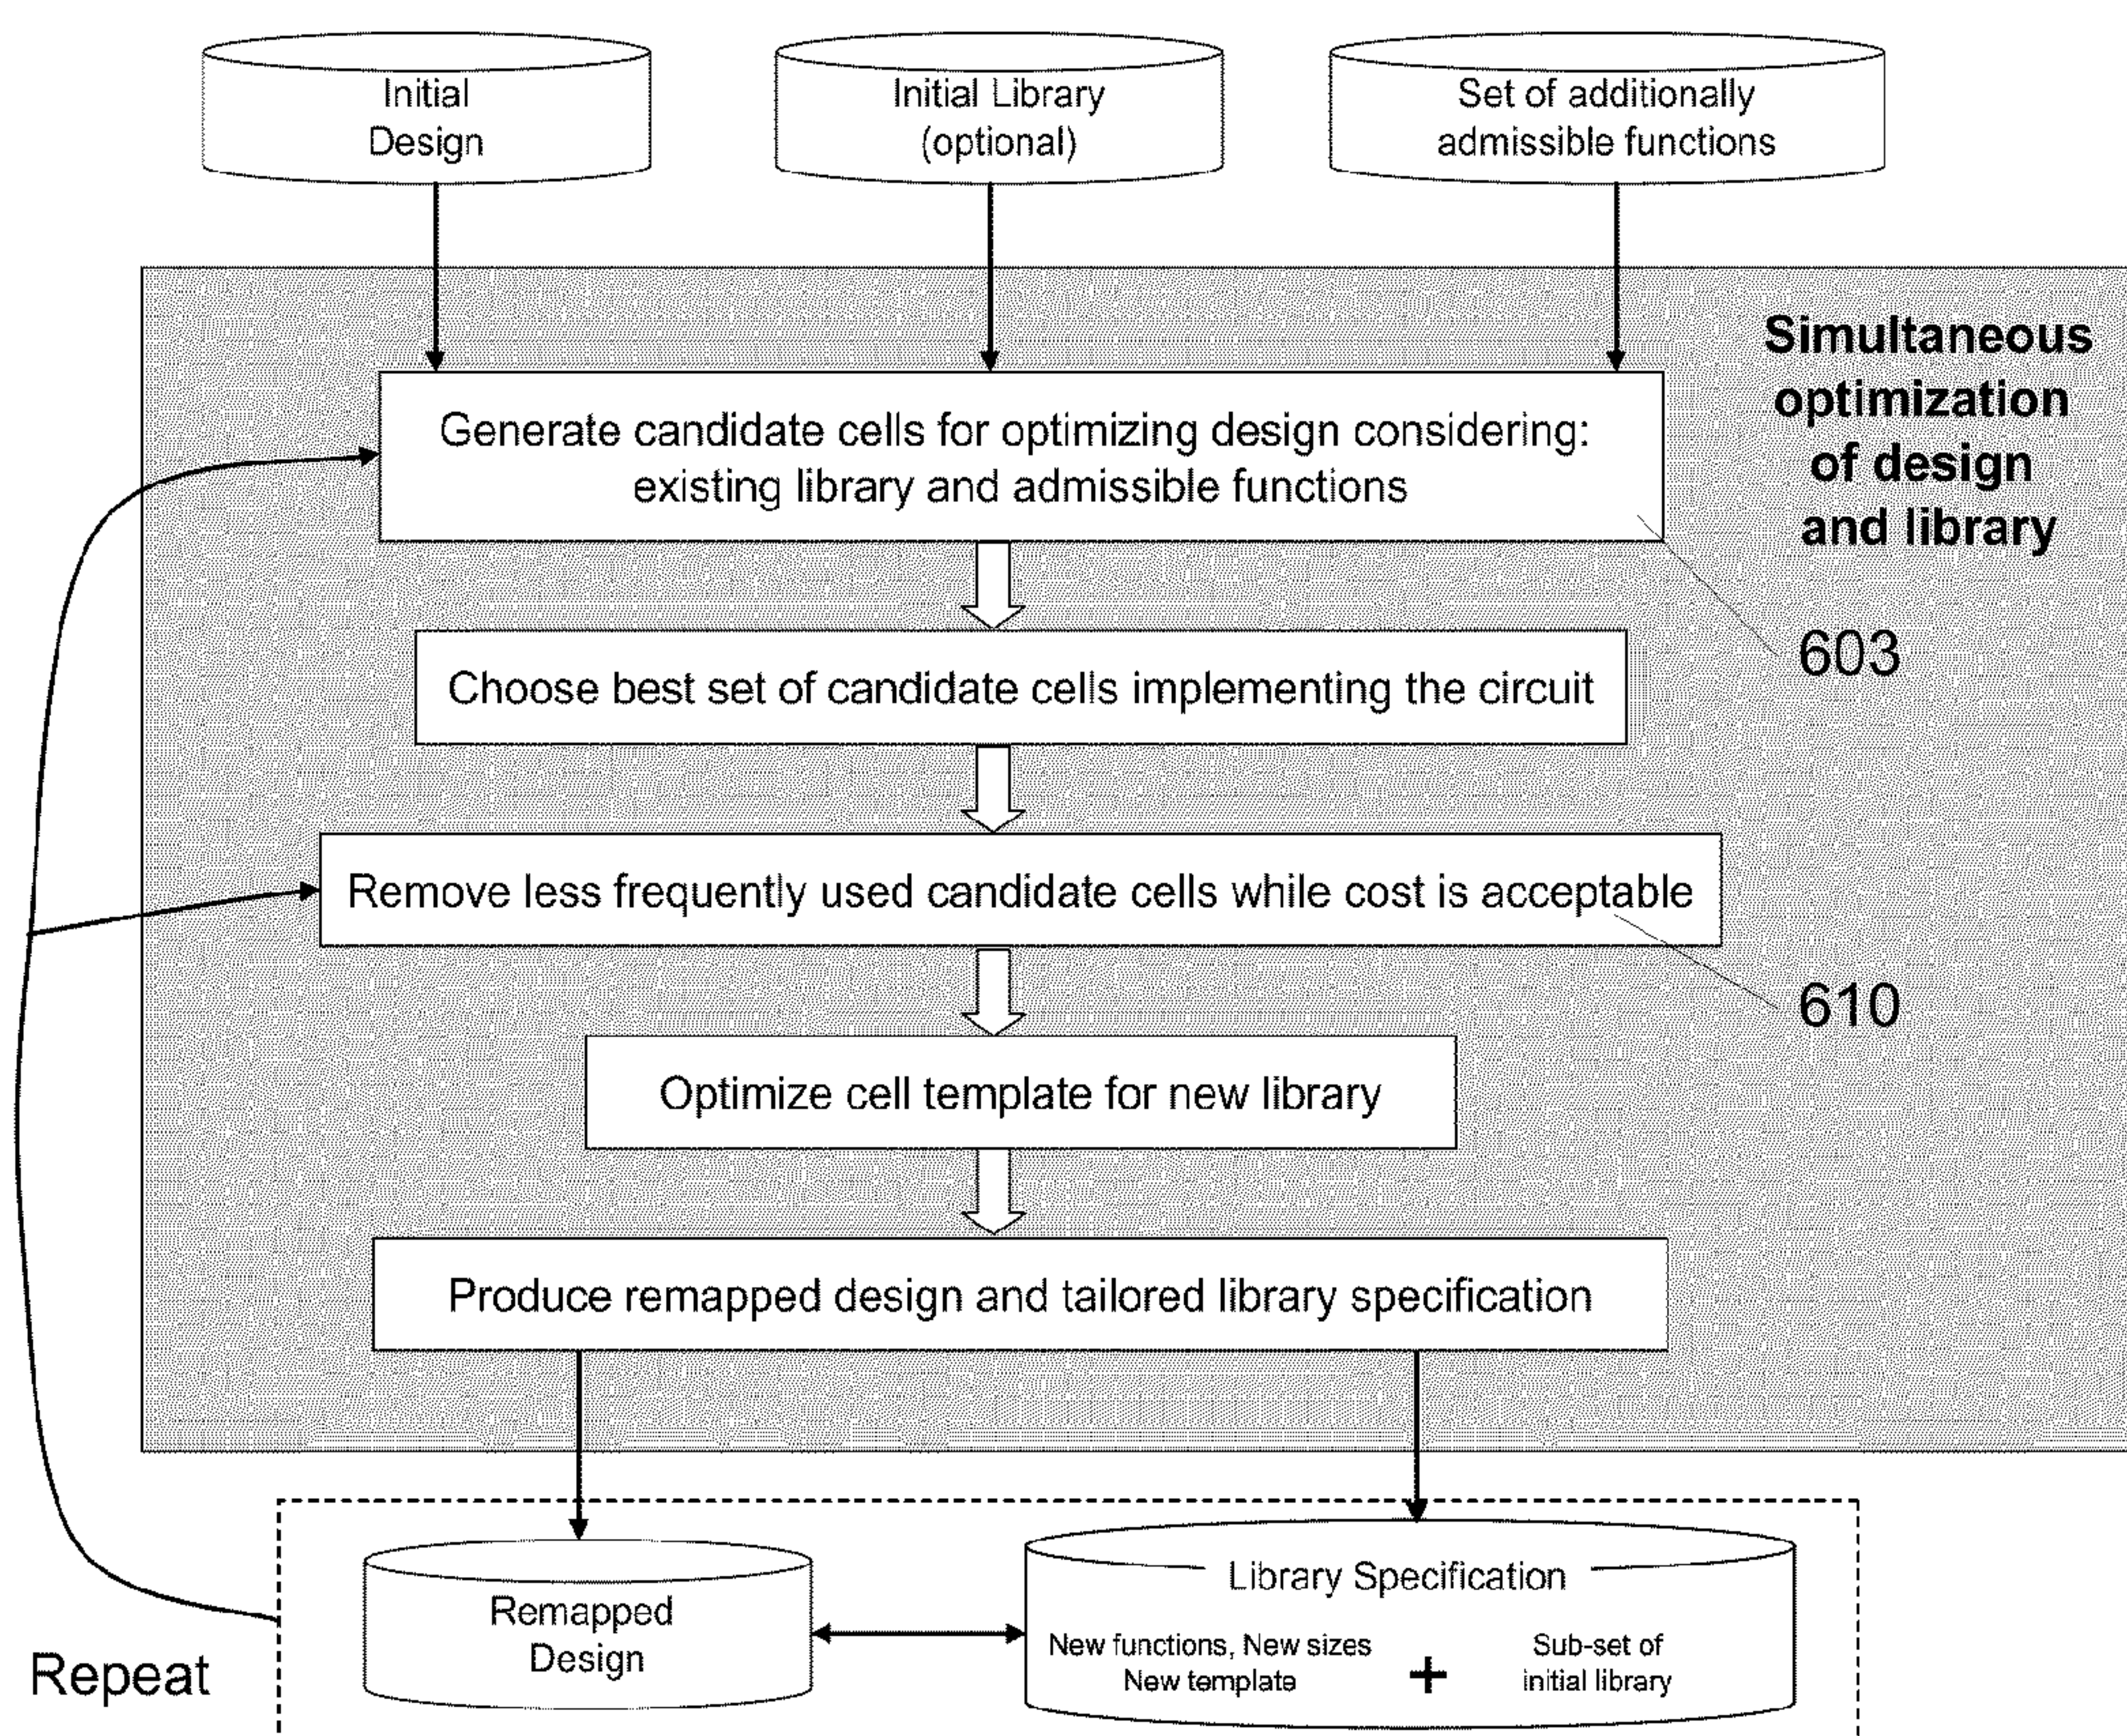 Initial
Design
Initial Library
(optional)
Set of additionally
admissible functions
Simultaneous
optimization
of design
and library
Generate candidate cells for optimizing design considering:
existing library and admissible functions
603
Choose best set of candidate cells implementing the circuit
Remove less frequently used candidate cells while cost is acceptable
610
Optimize cell template for new library
Produce remapped design and tailored library specification
Remapped
Design
Library Specification
New functions, New sizes
New template
+
Sub-set of
initial library
Repeat